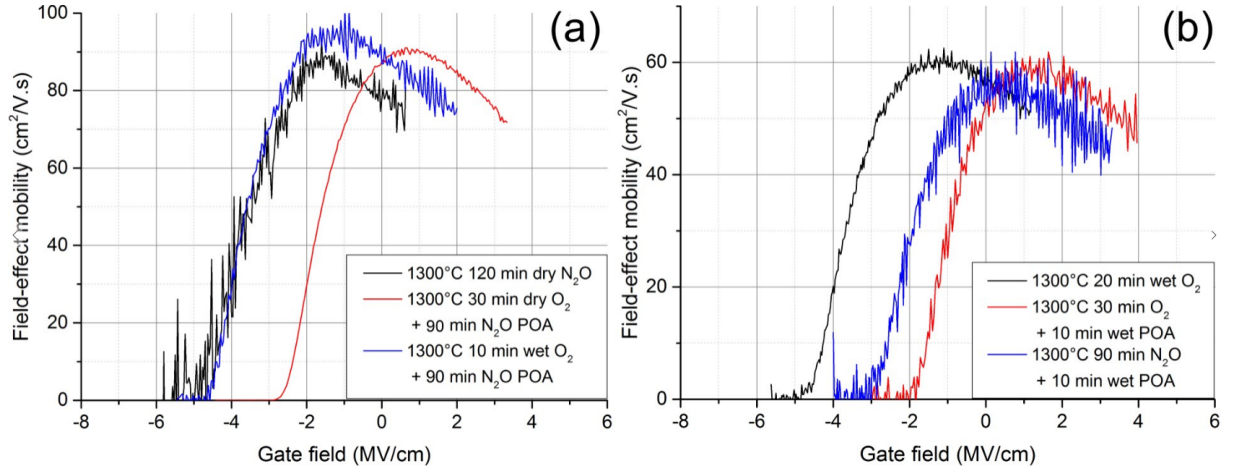 (a)
100
80
60
40
20
0
Field-effect mobility (cm²/V.s)
1300°C 120 min dry N₂O
1300°C 30 min dry O₂
+ 90 min N₂O POA
1300°C 10 min wet O₂
+ 90 min N₂O POA
-8 -6 -4 -2 0 2 4 6
Gate field (MV/cm)
(b)
60
40
20
0
Field-effect mobility (cm²/V.s)
1300°C 20 min wet O₂
1300°C 30 min O₂
+ 10 min wet POA
1300°C 90 min N₂O
+ 10 min wet POA
-8 -6 -4 -2 0 2 4 6
Gate field (MV/cm)